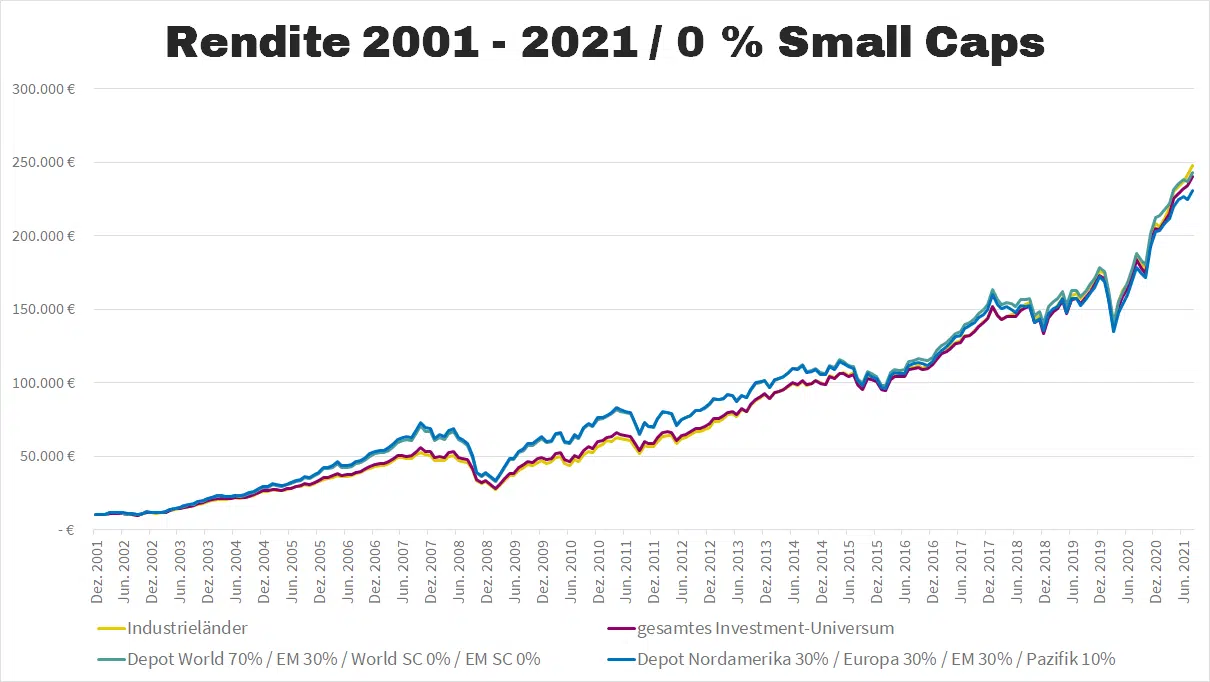 Rendite 2001 - 2021 / 0 % Small Caps
300.000 €
250.000 €
200.000 €
150.000 €
100.000 €
50.000 €
- €
Dez. 2001
Jun. 2002
Dez. 2002
Jun. 2003
Dez. 2003
Jun. 2004
Dez. 2004
Jun. 2005
Dez. 2005
Jun. 2006
Dez. 2006
Jun. 2007
Dez. 2007
Jun. 2008
Dez. 2008
Jun. 2009
Dez. 2009
Jun. 2010
Dez. 2010
Jun. 2011
Dez. 2011
Jun. 2012
Dez. 2012
Jun. 2013
Dez. 2013
Jun. 2014
Dez. 2014
Jun. 2015
Dez. 2015
Jun. 2016
Dez. 2016
Jun. 2017
Dez. 2017
Jun. 2018
Dez. 2018
Jun. 2019
Dez. 2019
Jun. 2020
Dez. 2020
Jun. 2021
Industrieländer
gesamtes Investment-Universum
Depot World 70% / EM 30% / World SC 0% / EM SC 0%
Depot Nordamerika 30% / Europa 30% / EM 30% / Pazifik 10%